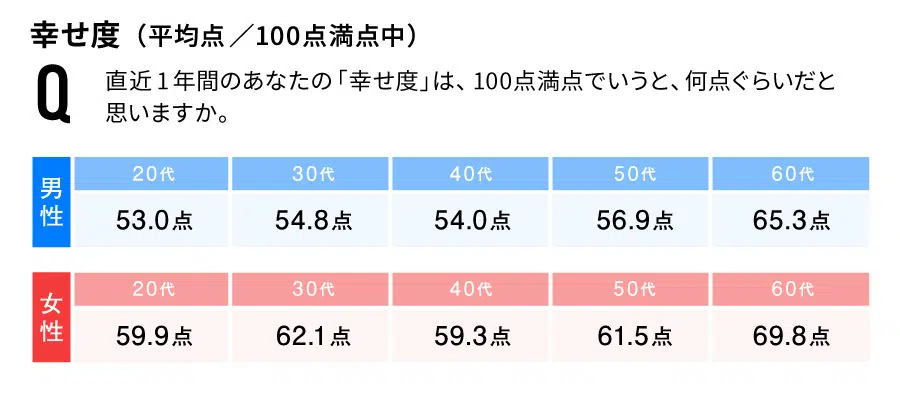 幸せ度（平均点／100点満点中）
Q 直近1年間のあなたの「幸せ度」は、100点満点でいうと、何点ぐらいだと
思いますか。
男性
20代 30代 40代 50代 60代
53.0点 54.8点 54.0点 56.9点 65.3点
女性
20代 30代 40代 50代 60代
59.9点 62.1点 59.3点 61.5点 69.8点